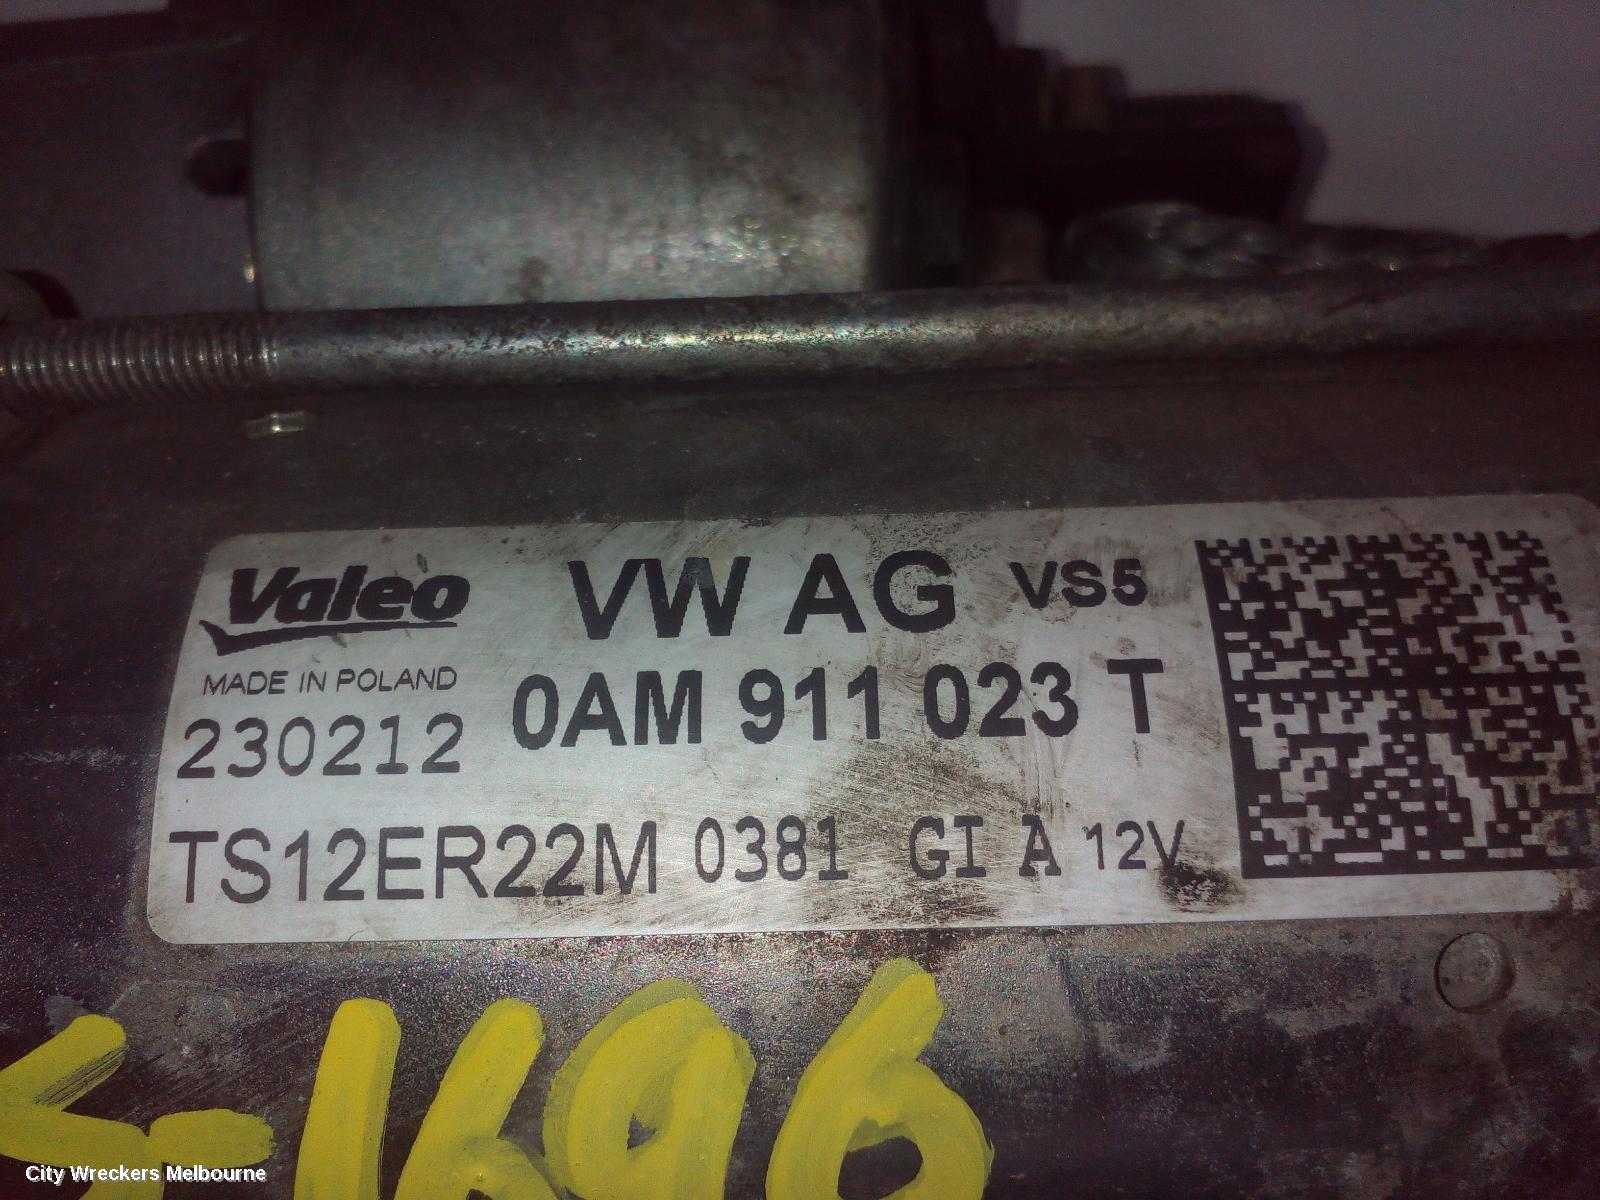 Valeo VW AG VS5
MADE IN POLAND
230212 0AM 911 023 T
TS12ER22M 0381 GI A 12V
City Wreckers Melbourne